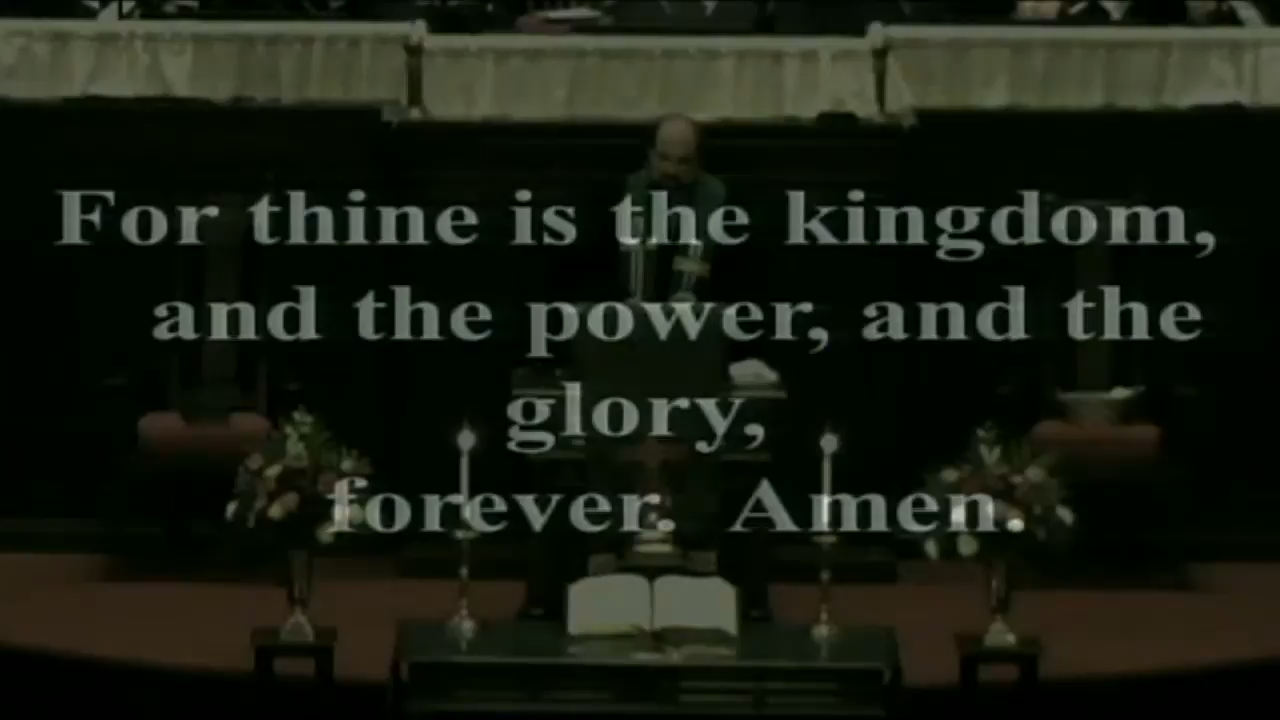 For thine is the kingdom,
and the power, and the
glory,
forever. Amen.